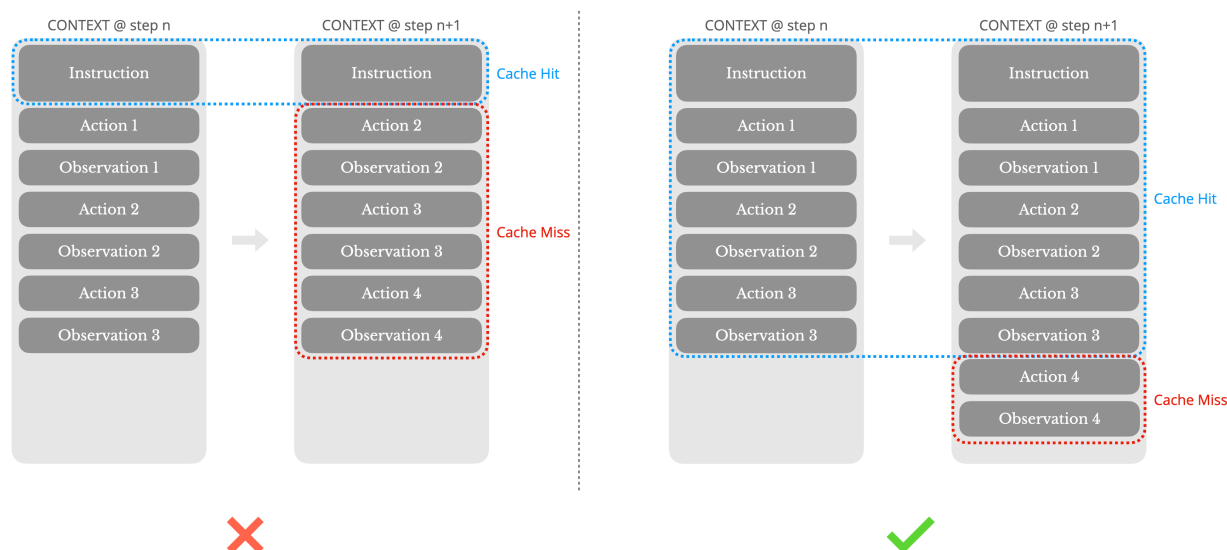 CONTEXT @ step n
Instruction
Action 1
Observation 1
Action 2
Observation 2
Action 3
Observation 3
CONTEXT @ step n+1
Instruction
Action 2
Observation 2
Action 3
Observation 3
Action 4
Observation 4
Cache Hit
Cache Miss
CONTEXT @ step n
Instruction
Action 1
Observation 1
Action 2
Observation 2
Action 3
Observation 3
CONTEXT @ step n+1
Instruction
Action 1
Observation 1
Action 2
Observation 2
Action 3
Observation 3
Action 4
Observation 4
Cache Hit
Cache Miss